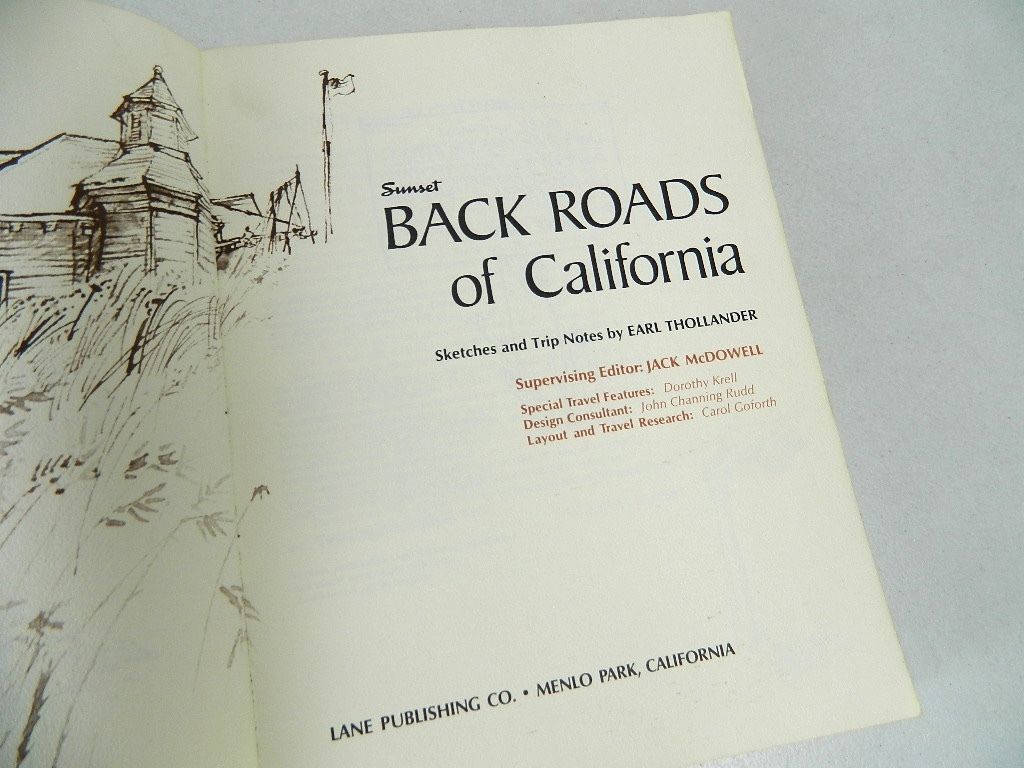 Sunset
BACK ROADS
of California
Sketches and Trip Notes by EARL THOLLANDER
Supervising Editor: JACK McDOWELL
Special Travel Features: Dorothy Krell
Design Consultant: John Channing Rudd
Layout and Travel Research: Carol Goforth
LANE PUBLISHING CO. • MENLO PARK, CALIFORNIA